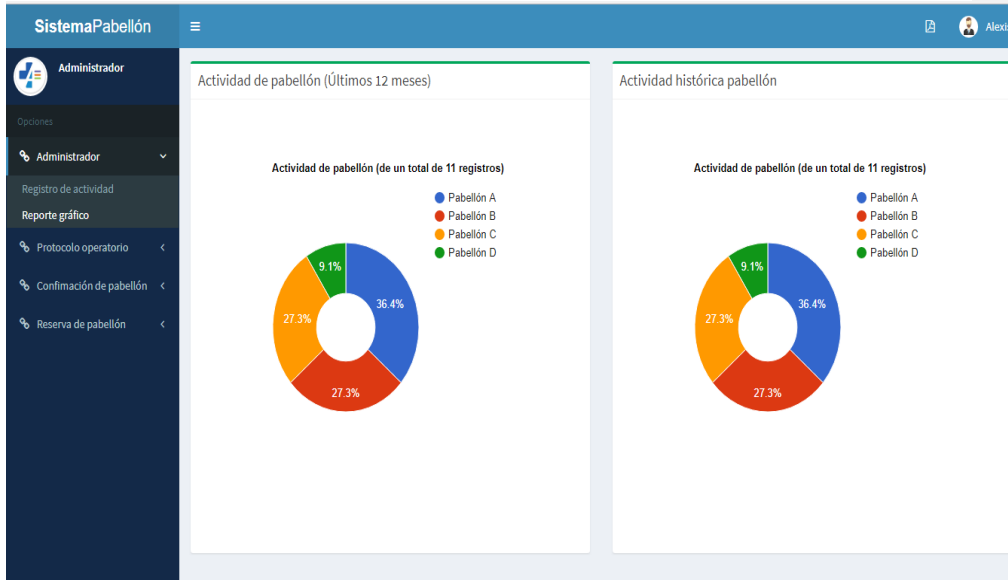 SistemaPabellón
Alexi
Administrador
Opciones
Administrador
Registro de actividad
Reporte gráfico
Protocolo operatorio
Confimación de pabellón
Reserva de pabellón
Actividad de pabellón (Últimos 12 meses)
Actividad de pabellón (de un total de 11 registros)
Pabellón A
Pabellón B
Pabellón C
Pabellón D
9.1%
36.4%
27.3%
27.3%
Actividad histórica pabellón
Actividad de pabellón (de un total de 11 registros)
Pabellón A
Pabellón B
Pabellón C
Pabellón D
9.1%
36.4%
27.3%
27.3%